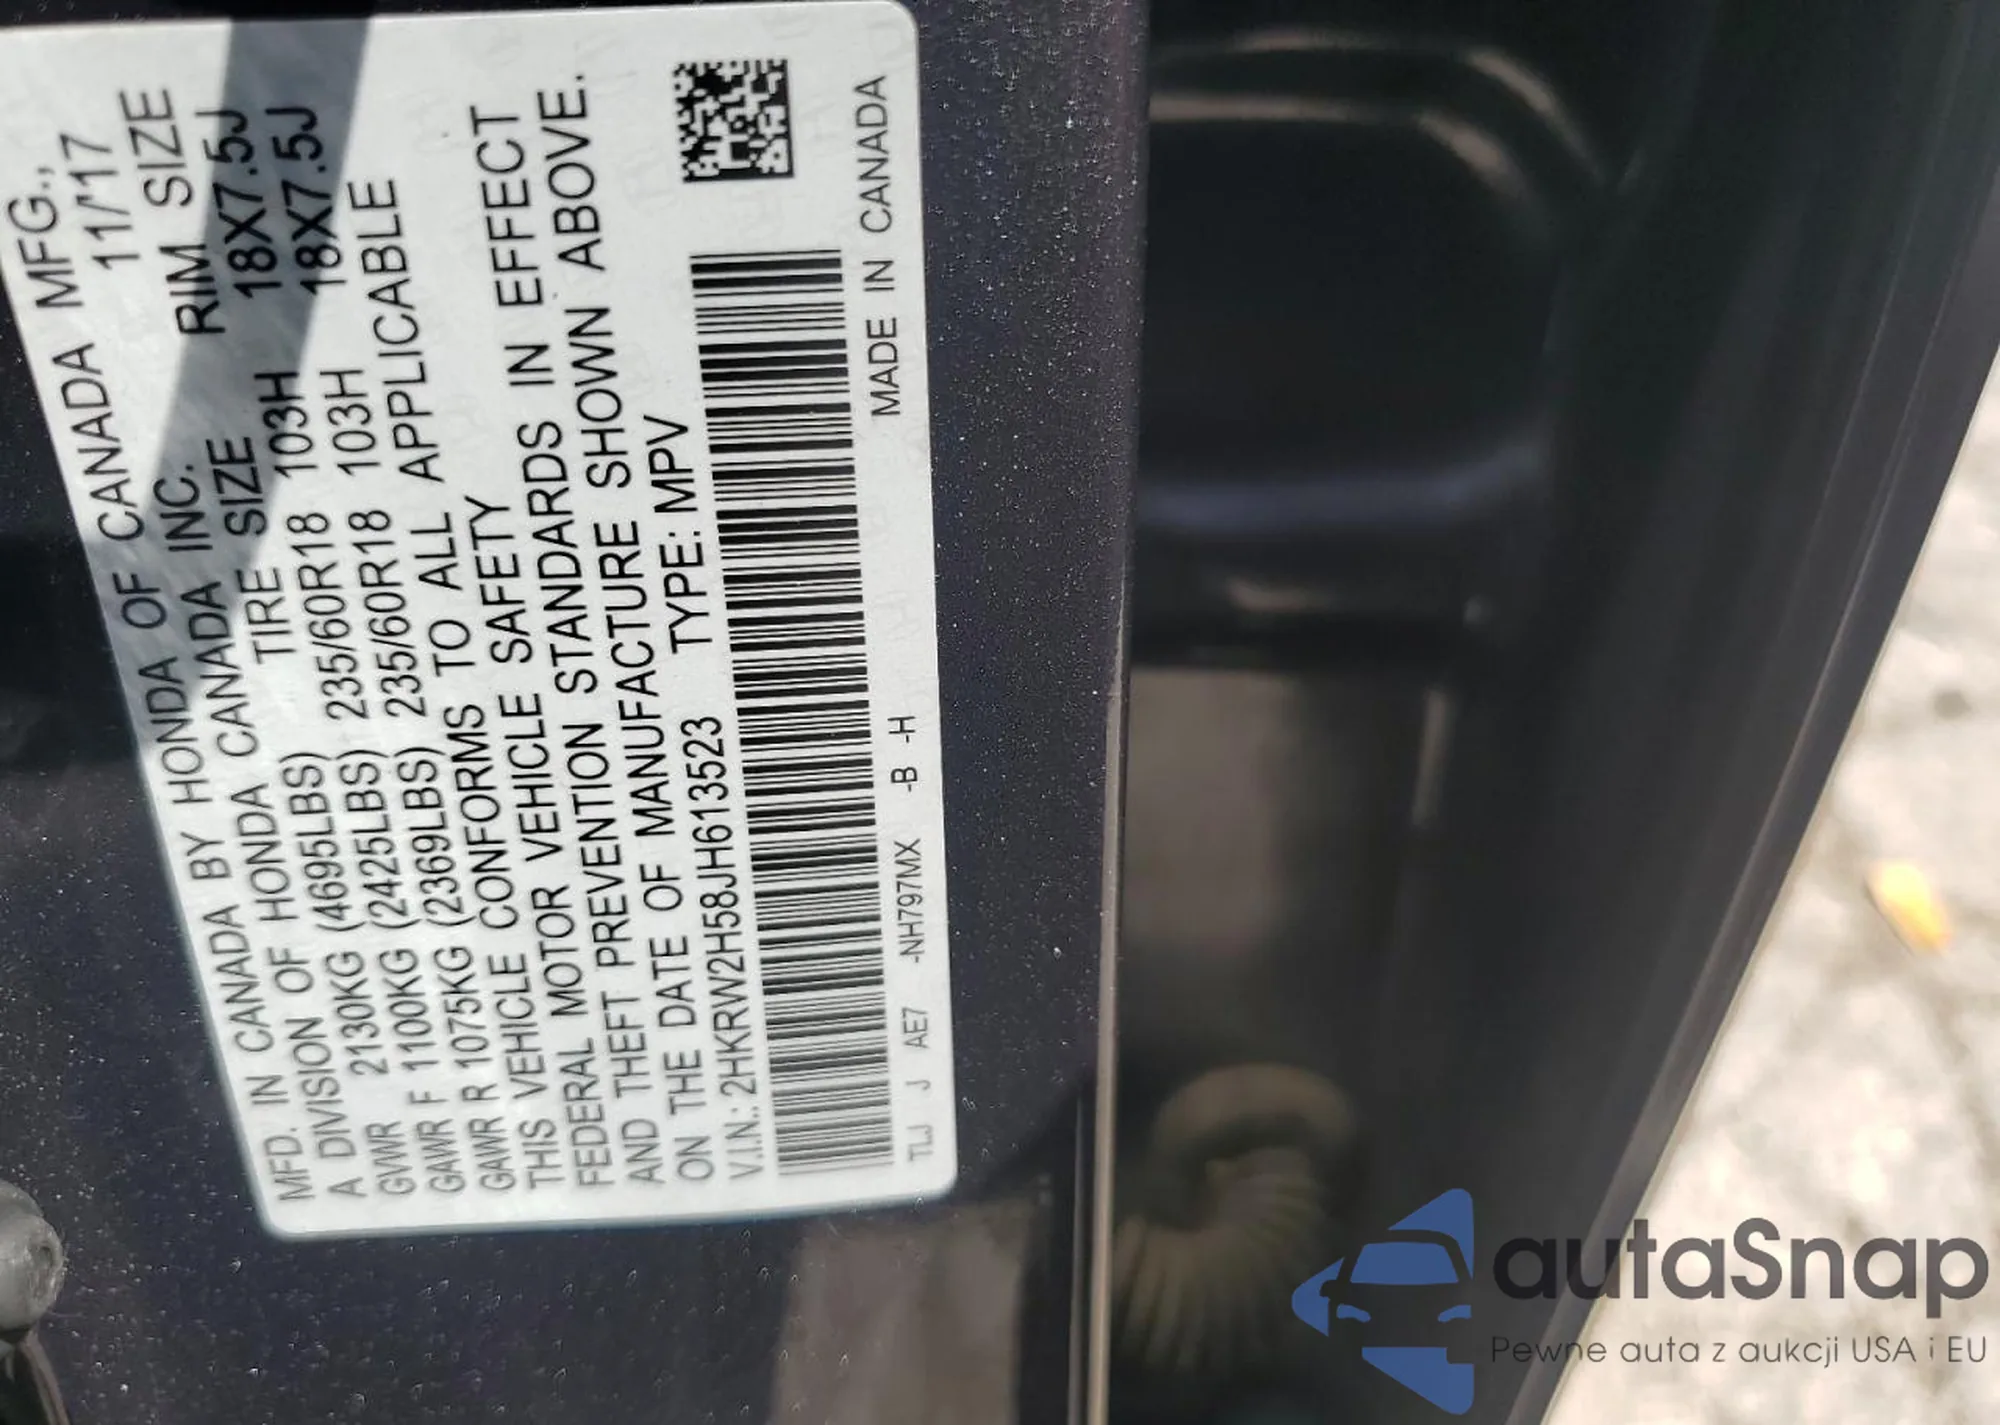 MFD. IN CANADA BY HONDA OF CANADA MFG.,
A DIVISION OF HONDA CANADA INC. 11/'17
TIRE SIZE RIM SIZE
GVWR 2130KG (4695LBS)
GAWR F 1100KG (2425LBS) 235/60R18 103H 18X7.5J
GAWR R 1075KG (2369LBS) 235/60R18 103H 18X7.5J
THIS VEHICLE CONFORMS TO ALL APPLICABLE
FEDERAL MOTOR VEHICLE SAFETY
AND THEFT PREVENTION STANDARDS IN EFFECT
ON THE DATE OF MANUFACTURE SHOWN ABOVE.
V.I.N.: 2HKRW2H58JH613523 TYPE: MPV
TLJ J AE7 -NH797MX -B -H MADE IN CANADA
autaSnap
Pewne auta z aukcji USA i EU